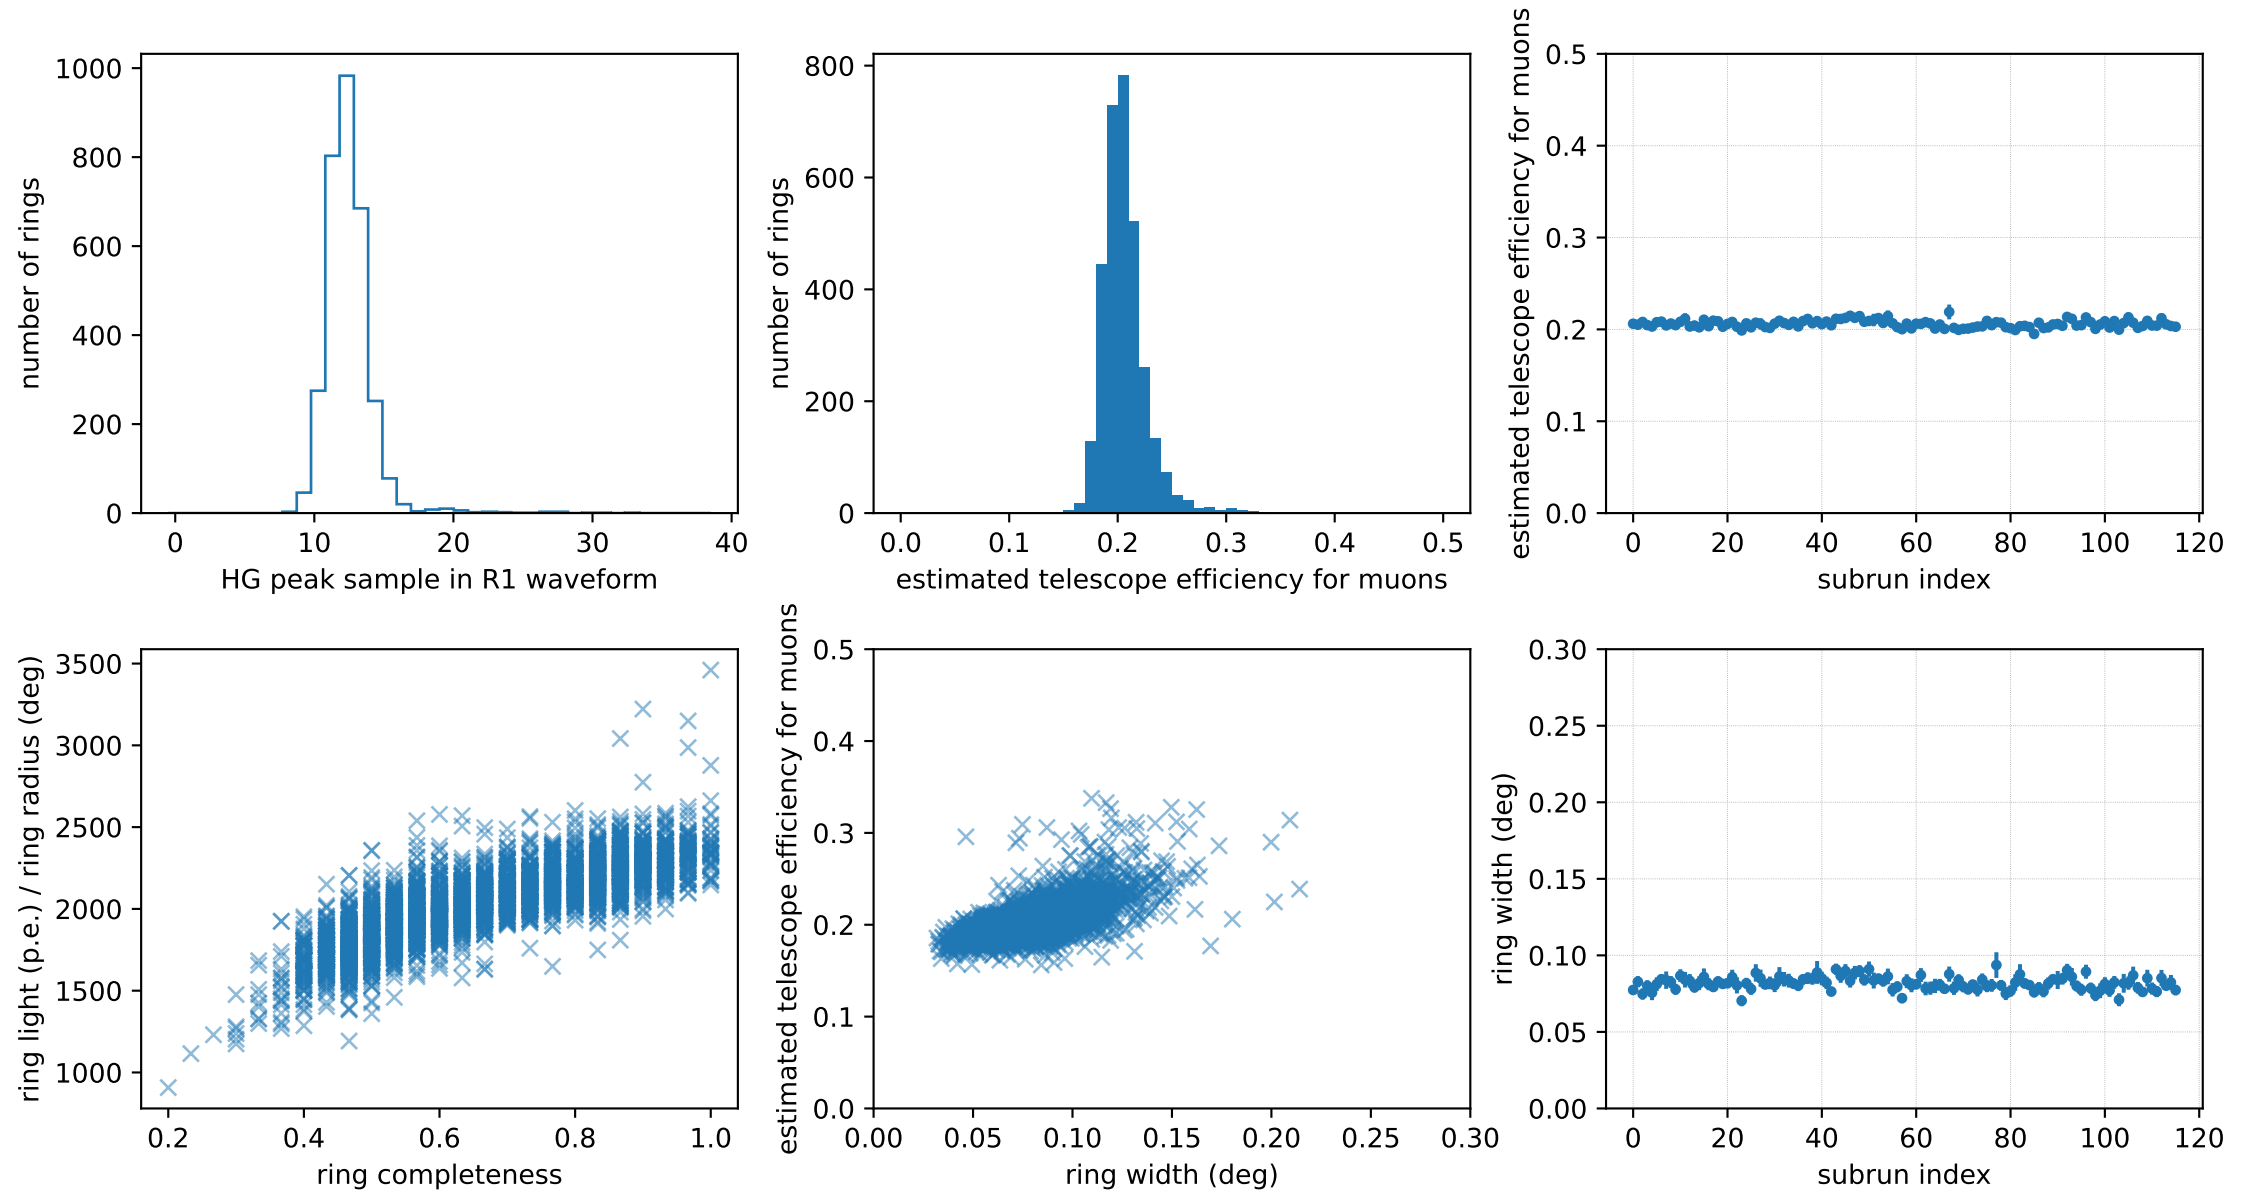 number of rings
1000
800
600
400
200
0
0 10 20 30 40
HG peak sample in R1 waveform
number of rings
800
600
400
200
0
0.0 0.1 0.2 0.3 0.4 0.5
estimated telescope efficiency for muons
estimated telescope efficiency for muons
0.5
0.4
0.3
0.2
0.1
0.0
0 20 40 60 80 100 120
subrun index
ring light (p.e.) / ring radius (deg)
3500
3000
2500
2000
1500
1000
0.2 0.4 0.6 0.8 1.0
ring completeness
estimated telescope efficiency for muons
0.5
0.4
0.3
0.2
0.1
0.0
0.00 0.05 0.10 0.15 0.20 0.25 0.30
ring width (deg)
ring width (deg)
0.30
0.25
0.20
0.15
0.10
0.05
0.00
0 20 40 60 80 100 120
subrun index